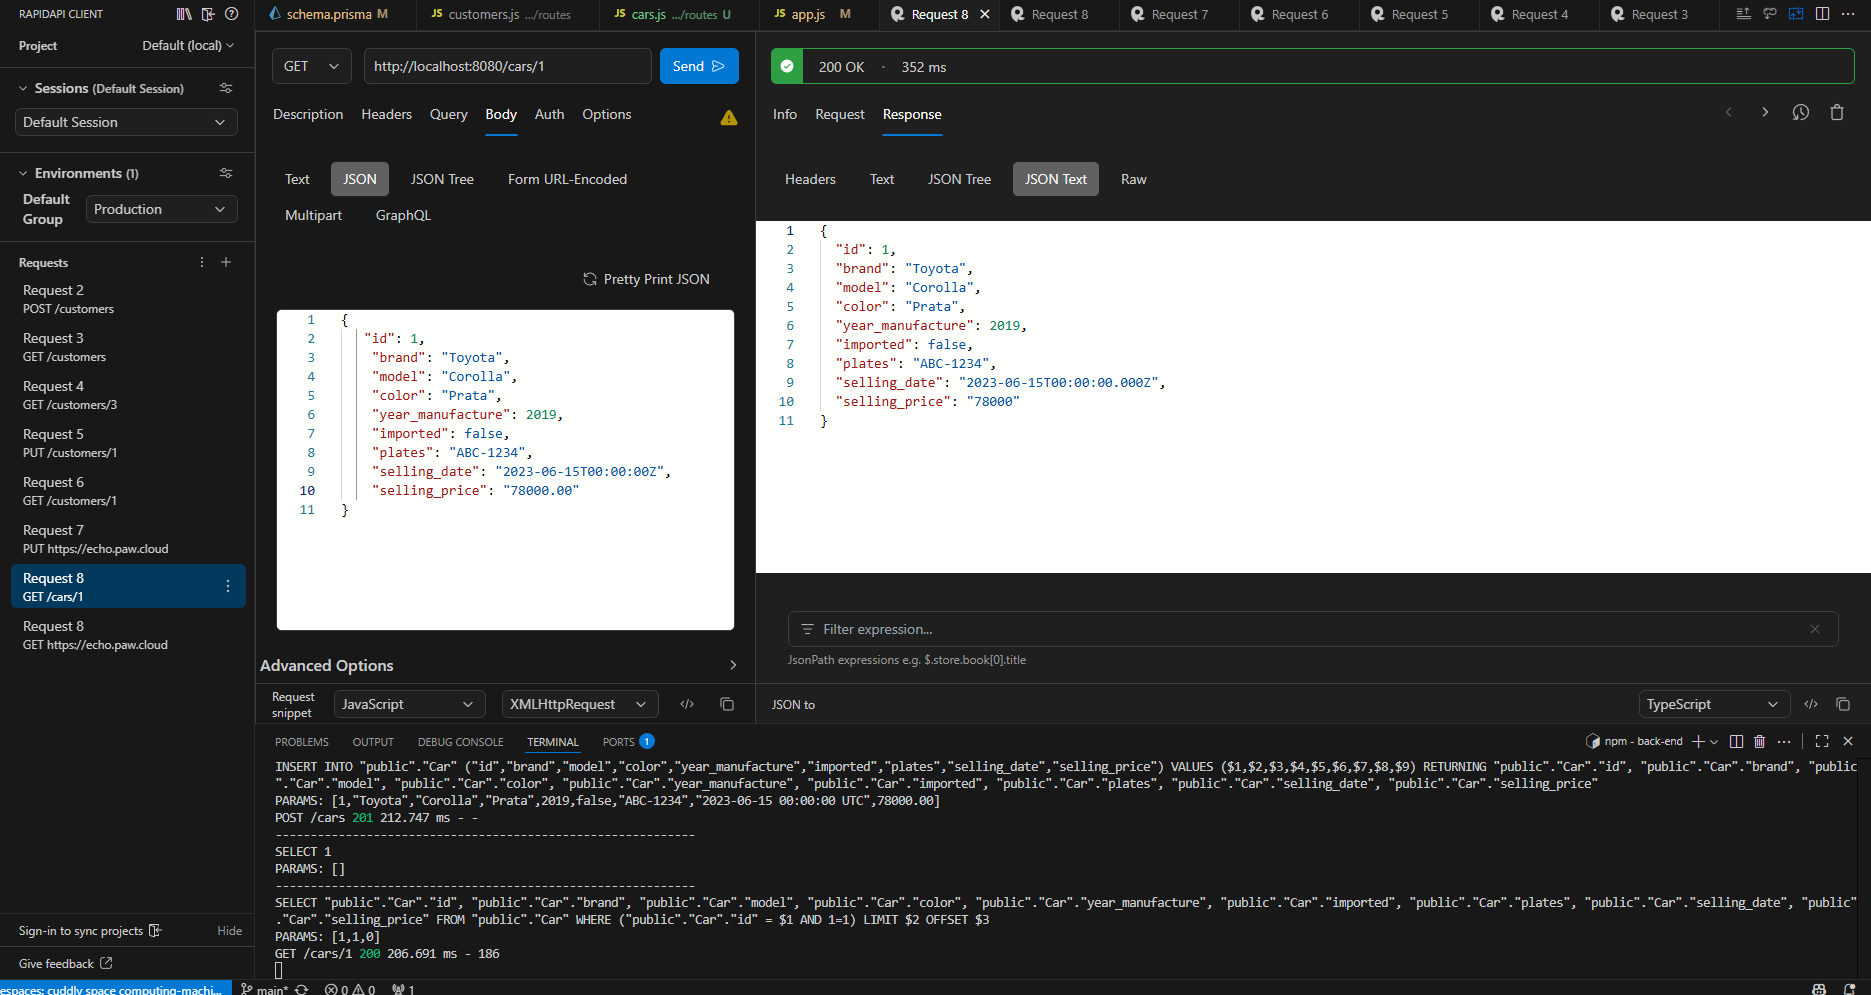 RAPIDAPI CLIENT
Project
Default (local)
Sessions (Default Session)
Default Session
Environments (1)
Default Group
Production
Requests
Request 2
POST /customers
Request 3
GET /customers
Request 4
GET /customers/3
Request 5
PUT /customers/1
Request 6
GET /customers/1
Request 7
PUT https://echo.paw.cloud
Request 8
GET /cars/1
Request 8
GET https://echo.paw.cloud
Sign-in to sync projects
Hide
Give feedback
schema.prisma M
JS customers.js .../routes
JS cars.js .../routes U
JS app.js M
Request 8
Request 8
Request 7
Request 6
Request 5
Request 4
Request 3
GET
http://localhost:8080/cars/1
Send
Description Headers Query Body Auth Options
Text JSON JSON Tree Form URL-Encoded
Multipart GraphQL
Pretty Print JSON
1 {
2 "id": 1,
3 "brand": "Toyota",
4 "model": "Corolla",
5 "color": "Prata",
6 "year_manufacture": 2019,
7 "imported": false,
8 "plates": "ABC-1234",
9 "selling_date": "2023-06-15T00:00:00Z",
10 "selling_price": "78000.00"
11 }
Advanced Options
Request snippet
JavaScript
XMLHttpRequest
200 OK · 352 ms
Info Request Response
Headers Text JSON Tree JSON Text Raw
1 {
2 "id": 1,
3 "brand": "Toyota",
4 "model": "Corolla",
5 "color": "Prata",
6 "year_manufacture": 2019,
7 "imported": false,
8 "plates": "ABC-1234",
9 "selling_date": "2023-06-15T00:00:00.000Z",
10 "selling_price": "78000"
11 }
Filter expression...
JsonPath expressions e.g. $.store.book[0].title
JSON to
TypeScript
PROBLEMS OUTPUT DEBUG CONSOLE TERMINAL PORTS 1
npm - back-end
INSERT INTO "public"."Car" ("id","brand","model","color","year_manufacture","imported","plates","selling_date","selling_price") VALUES ($1,$2,$3,$4,$5,$6,$7,$8,$9) RETURNING "public"."Car"."id", "public"."Car"."brand", "public"
."Car"."model", "public"."Car"."color", "public"."Car"."year_manufacture", "public"."Car"."imported", "public"."Car"."plates", "public"."Car"."selling_date", "public"."Car"."selling_price"
PARAMS: [1,"Toyota","Corolla","Prata",2019,false,"ABC-1234","2023-06-15 00:00:00 UTC",78000.00]
POST /cars 201 212.747 ms - -
------------------------------------------------------------
SELECT 1
PARAMS: []
------------------------------------------------------------
SELECT "public"."Car"."id", "public"."Car"."brand", "public"."Car"."model", "public"."Car"."color", "public"."Car"."year_manufacture", "public"."Car"."imported", "public"."Car"."plates", "public"."Car"."selling_date", "public"
."Car"."selling_price" FROM "public"."Car" WHERE ("public"."Car"."id" = $1 AND 1=1) LIMIT $2 OFFSET $3
PARAMS: [1,1,0]
GET /cars/1 200 206.691 ms - 186
espaces: cuddly space computing-machi...
main*
0 0
1